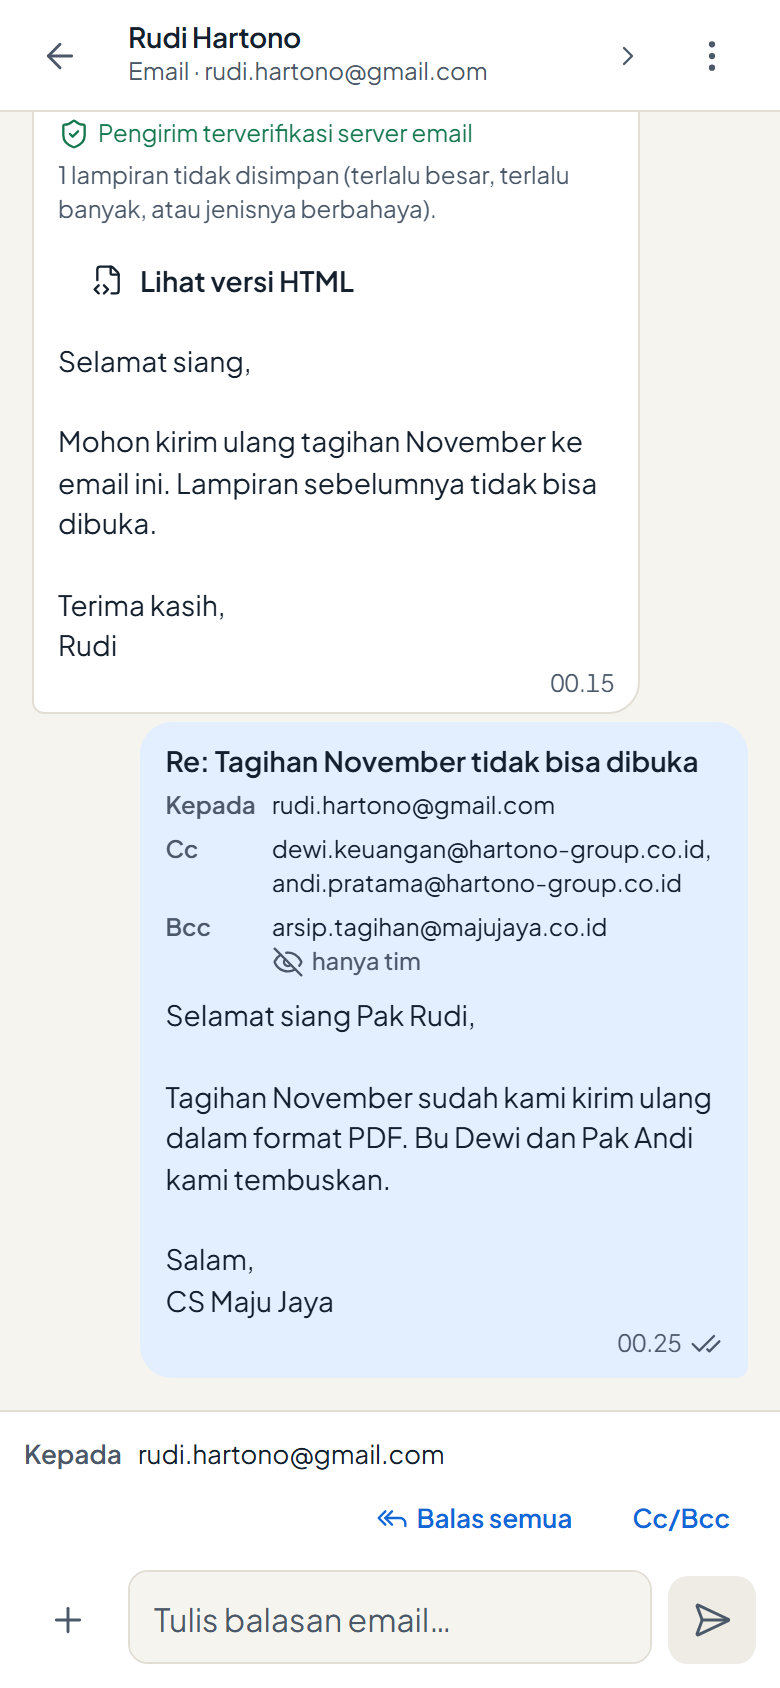 Rudi Hartono
Email · rudi.hartono@gmail.com
Pengirim terverifikasi server email
1 lampiran tidak disimpan (terlalu besar, terlalu
banyak, atau jenisnya berbahaya).
Lihat versi HTML
Selamat siang,
Mohon kirim ulang tagihan November ke
email ini. Lampiran sebelumnya tidak bisa
dibuka.
Terima kasih,
Rudi
00.15
Re: Tagihan November tidak bisa dibuka
Kepada rudi.hartono@gmail.com
Cc dewi.keuangan@hartono-group.co.id,
andi.pratama@hartono-group.co.id
Bcc arsip.tagihan@majujaya.co.id
hanya tim
Selamat siang Pak Rudi,
Tagihan November sudah kami kirim ulang
dalam format PDF. Bu Dewi dan Pak Andi
kami tembuskan.
Salam,
CS Maju Jaya
00.25
Kepada rudi.hartono@gmail.com
Balas semua Cc/Bcc
Tulis balasan email...